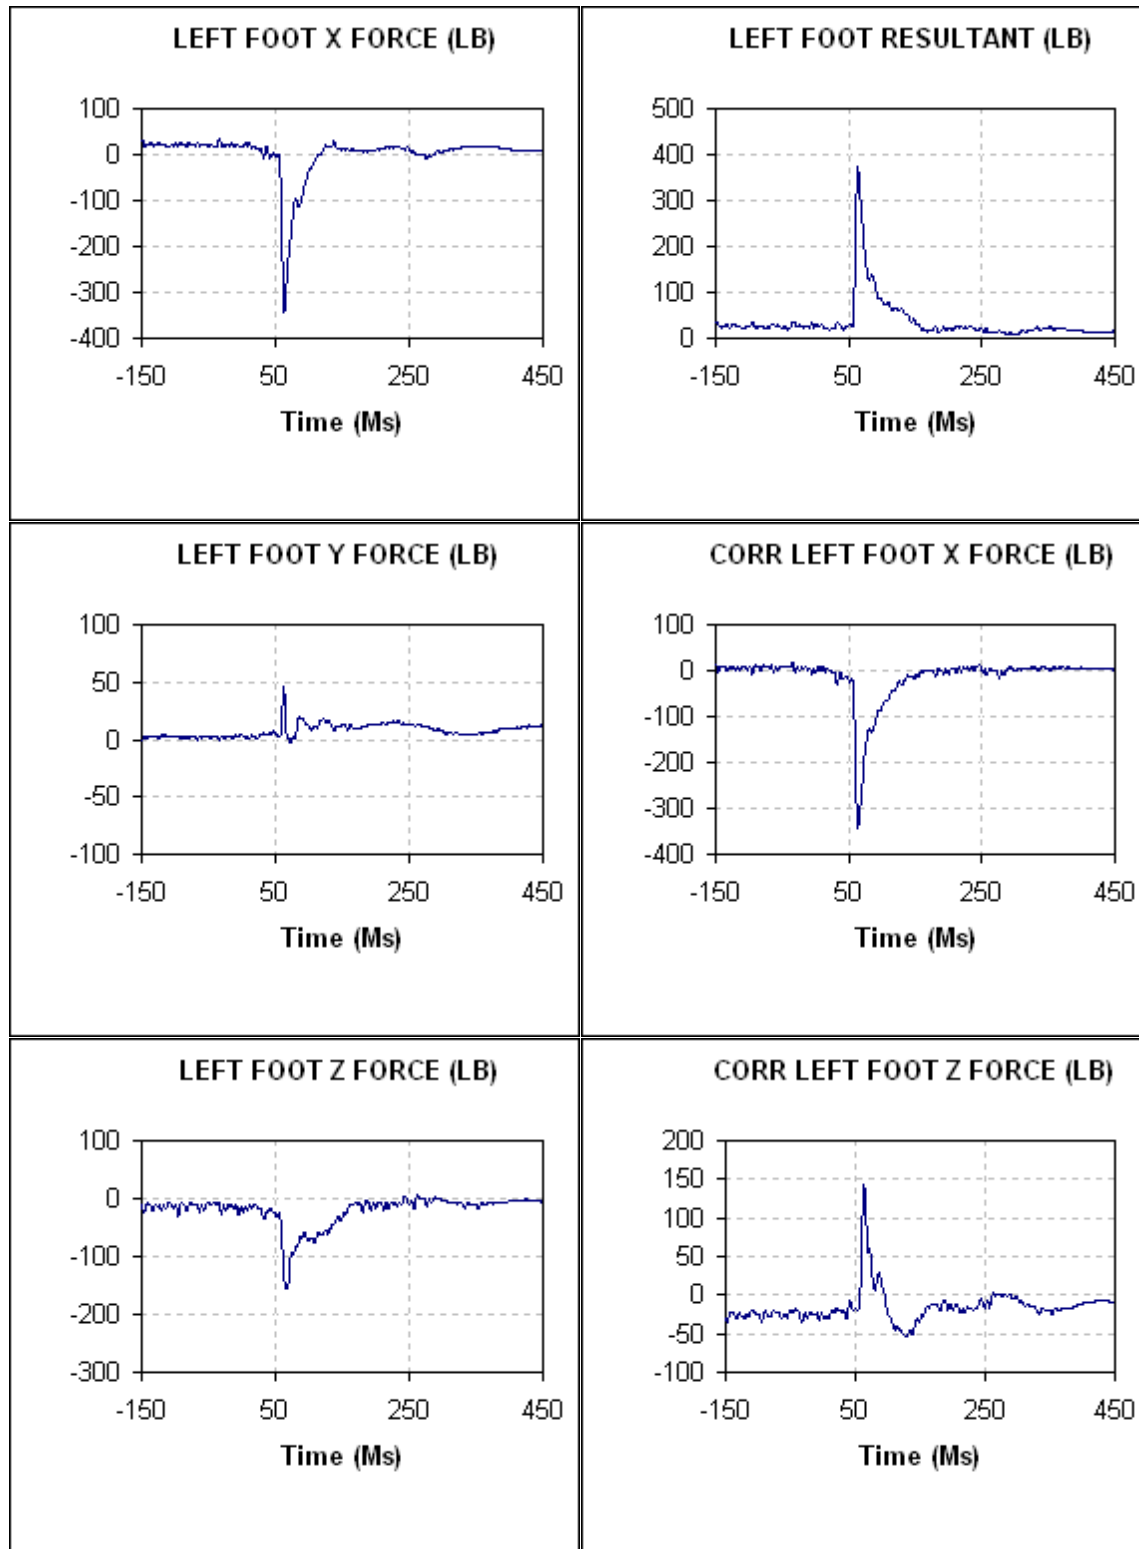 LEFT FOOT X FORCE (LB)
100
0
-100
-200
-300
-400
-150 50 250 450
Time (Ms)
LEFT FOOT RESULTANT (LB)
500
400
300
200
100
0
-150 50 250 450
Time (Ms)
LEFT FOOT Y FORCE (LB)
100
50
0
-50
-100
-150 50 250 450
Time (Ms)
CORR LEFT FOOT X FORCE (LB)
100
0
-100
-200
-300
-400
-150 50 250 450
Time (Ms)
LEFT FOOT Z FORCE (LB)
100
0
-100
-200
-300
-150 50 250 450
Time (Ms)
CORR LEFT FOOT Z FORCE (LB)
200
150
100
50
0
-50
-100
-150 50 250 450
Time (Ms)